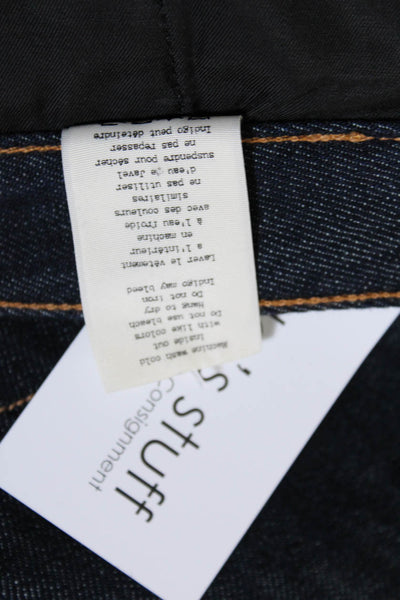 Machine wash cold
Inside out
with like colors
Do not use bleach
Hang to dry
Do not iron
Indigo may bleed
Laver le vêtement
a l'intérieur
en machine
à l'eau froide
avec des couleurs
similaires
ne pas utiliser
d'eau de Javel
suspendre pour sécher
ne pas repasser
Indigo peut déteindre
's stuff
Consignment